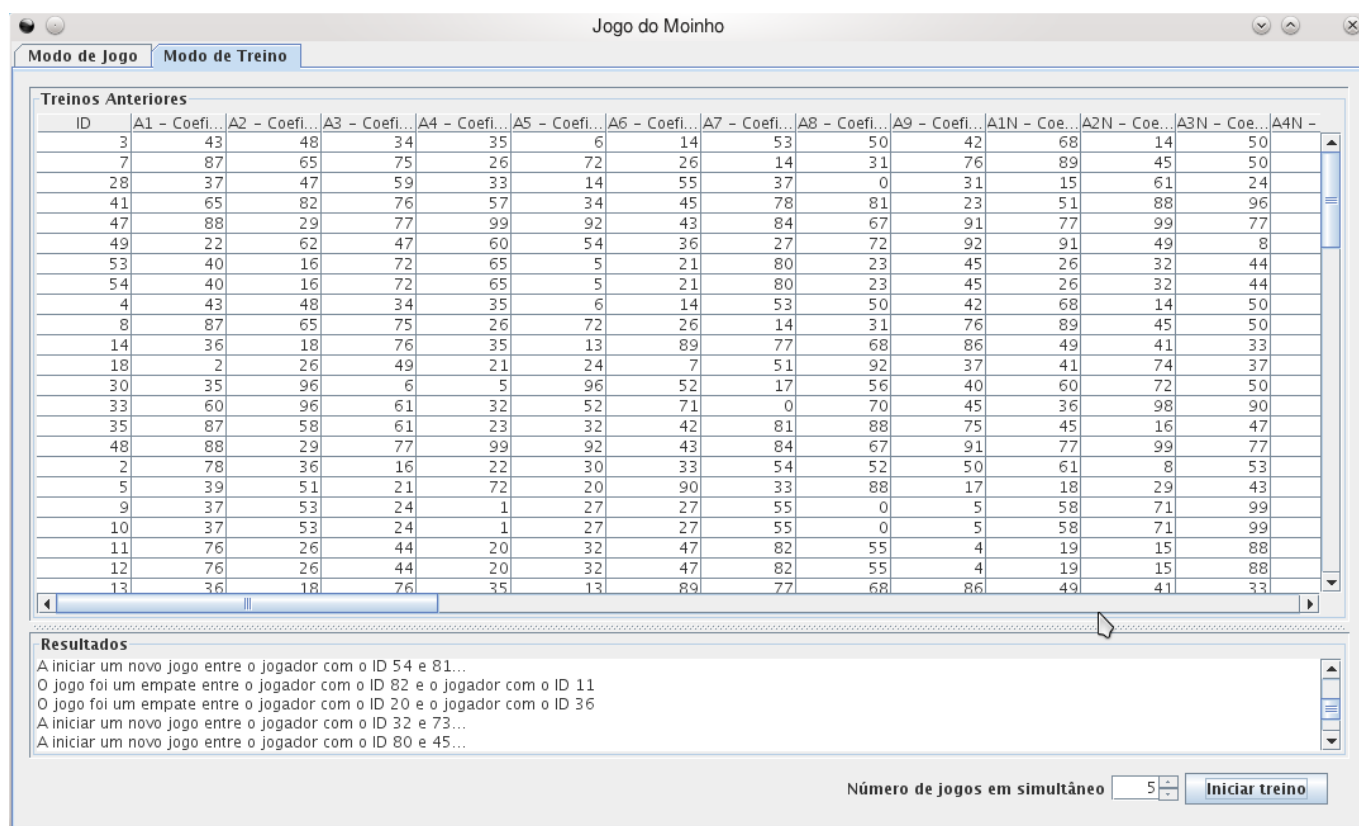 Jogo do Moinho
Modo de Jogo Modo de Treino
Treinos Anteriores
ID A1 - Coefi... A2 - Coefi... A3 - Coefi... A4 - Coefi... A5 - Coefi... A6 - Coefi... A7 - Coefi... A8 - Coefi... A9 - Coefi... A1N - Coe... A2N - Coe... A3N - Coe... A4N -
3 43 48 34 35 6 14 53 50 42 68 14 50
7 87 65 75 26 72 26 14 31 76 89 45 50
28 37 47 59 33 14 55 37 0 31 15 61 24
41 65 82 76 57 34 45 78 81 23 51 88 96
47 88 29 77 99 92 43 84 67 91 77 99 77
49 22 62 47 60 54 36 27 72 92 91 49 8
53 40 16 72 65 5 21 80 23 45 26 32 44
54 40 16 72 65 5 21 80 23 45 26 32 44
4 43 48 34 35 6 14 53 50 42 68 14 50
8 87 65 75 26 72 26 14 31 76 89 45 50
14 36 18 76 35 13 89 77 68 86 49 41 33
18 2 26 49 21 24 7 51 92 37 41 74 37
30 35 96 6 5 96 52 17 56 40 60 72 50
33 60 96 61 32 52 71 0 70 45 36 98 90
35 87 58 61 23 32 42 81 88 75 45 16 47
48 88 29 77 99 92 43 84 67 91 77 99 77
2 78 36 16 22 30 33 54 52 50 61 8 53
5 39 51 21 72 20 90 33 88 17 18 29 43
9 37 53 24 1 27 27 55 0 5 58 71 99
10 37 53 24 1 27 27 55 0 5 58 71 99
11 76 26 44 20 32 47 82 55 4 19 15 88
12 76 26 44 20 32 47 82 55 4 19 15 88
13 36 18 76 35 13 89 77 68 86 49 41 33
Resultados
A iniciar um novo jogo entre o jogador com o ID 54 e 81...
O jogo foi um empate entre o jogador com o ID 82 e o jogador com o ID 11
O jogo foi um empate entre o jogador com o ID 20 e o jogador com o ID 36
A iniciar um novo jogo entre o jogador com o ID 32 e 73...
A iniciar um novo jogo entre o jogador com o ID 80 e 45...
Número de jogos em simultâneo 5 Iniciar treino